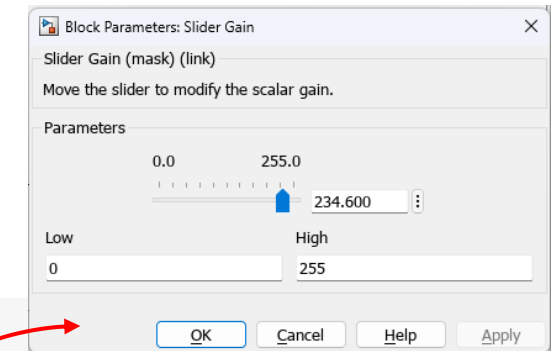 Block Parameters: Slider Gain
Slider Gain (mask) (link)
Move the slider to modify the scalar gain.
Parameters
0.0 255.0
234.600
Low High
0 255
OK Cancel Help Apply